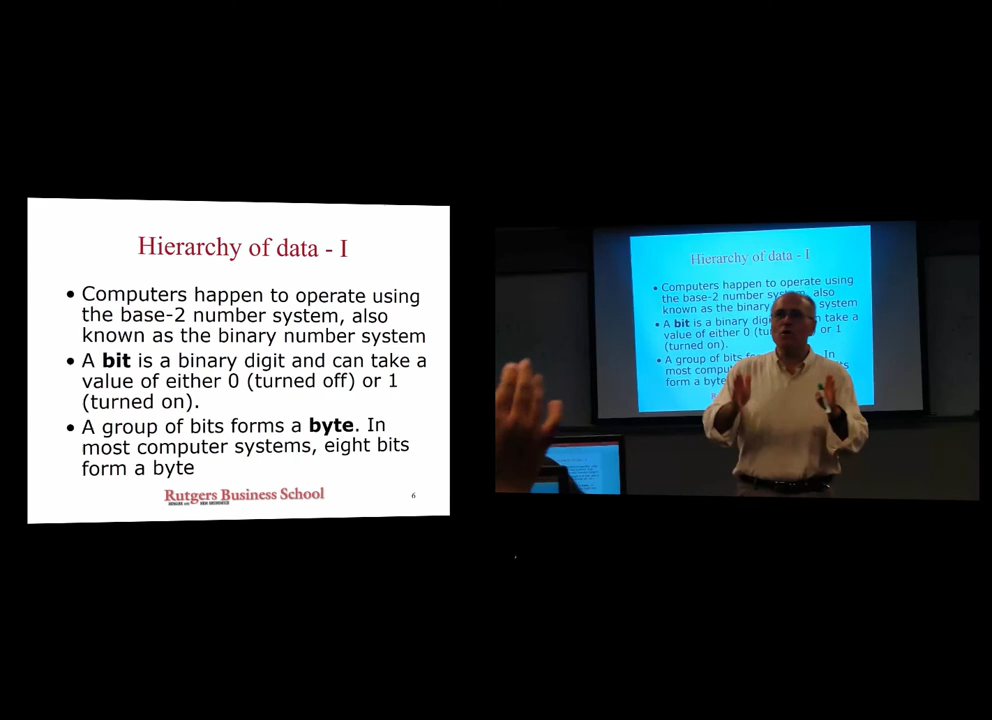 Hierarchy of data - I
• Computers happen to operate using
the base-2 number system, also
known as the binary number system
• A bit is a binary digit and can take a
value of either 0 (turned off) or 1
(turned on).
• A group of bits forms a byte. In
most computer systems, eight bits
form a byte
Rutgers Business School
6
Hierarchy of data - I
• Computers happen to operate using
the base-2 number also
known as the binary system
• A bit is a binary take a
value of either 0 or 1
(turned on).
• A group of bits In
most
form a byte